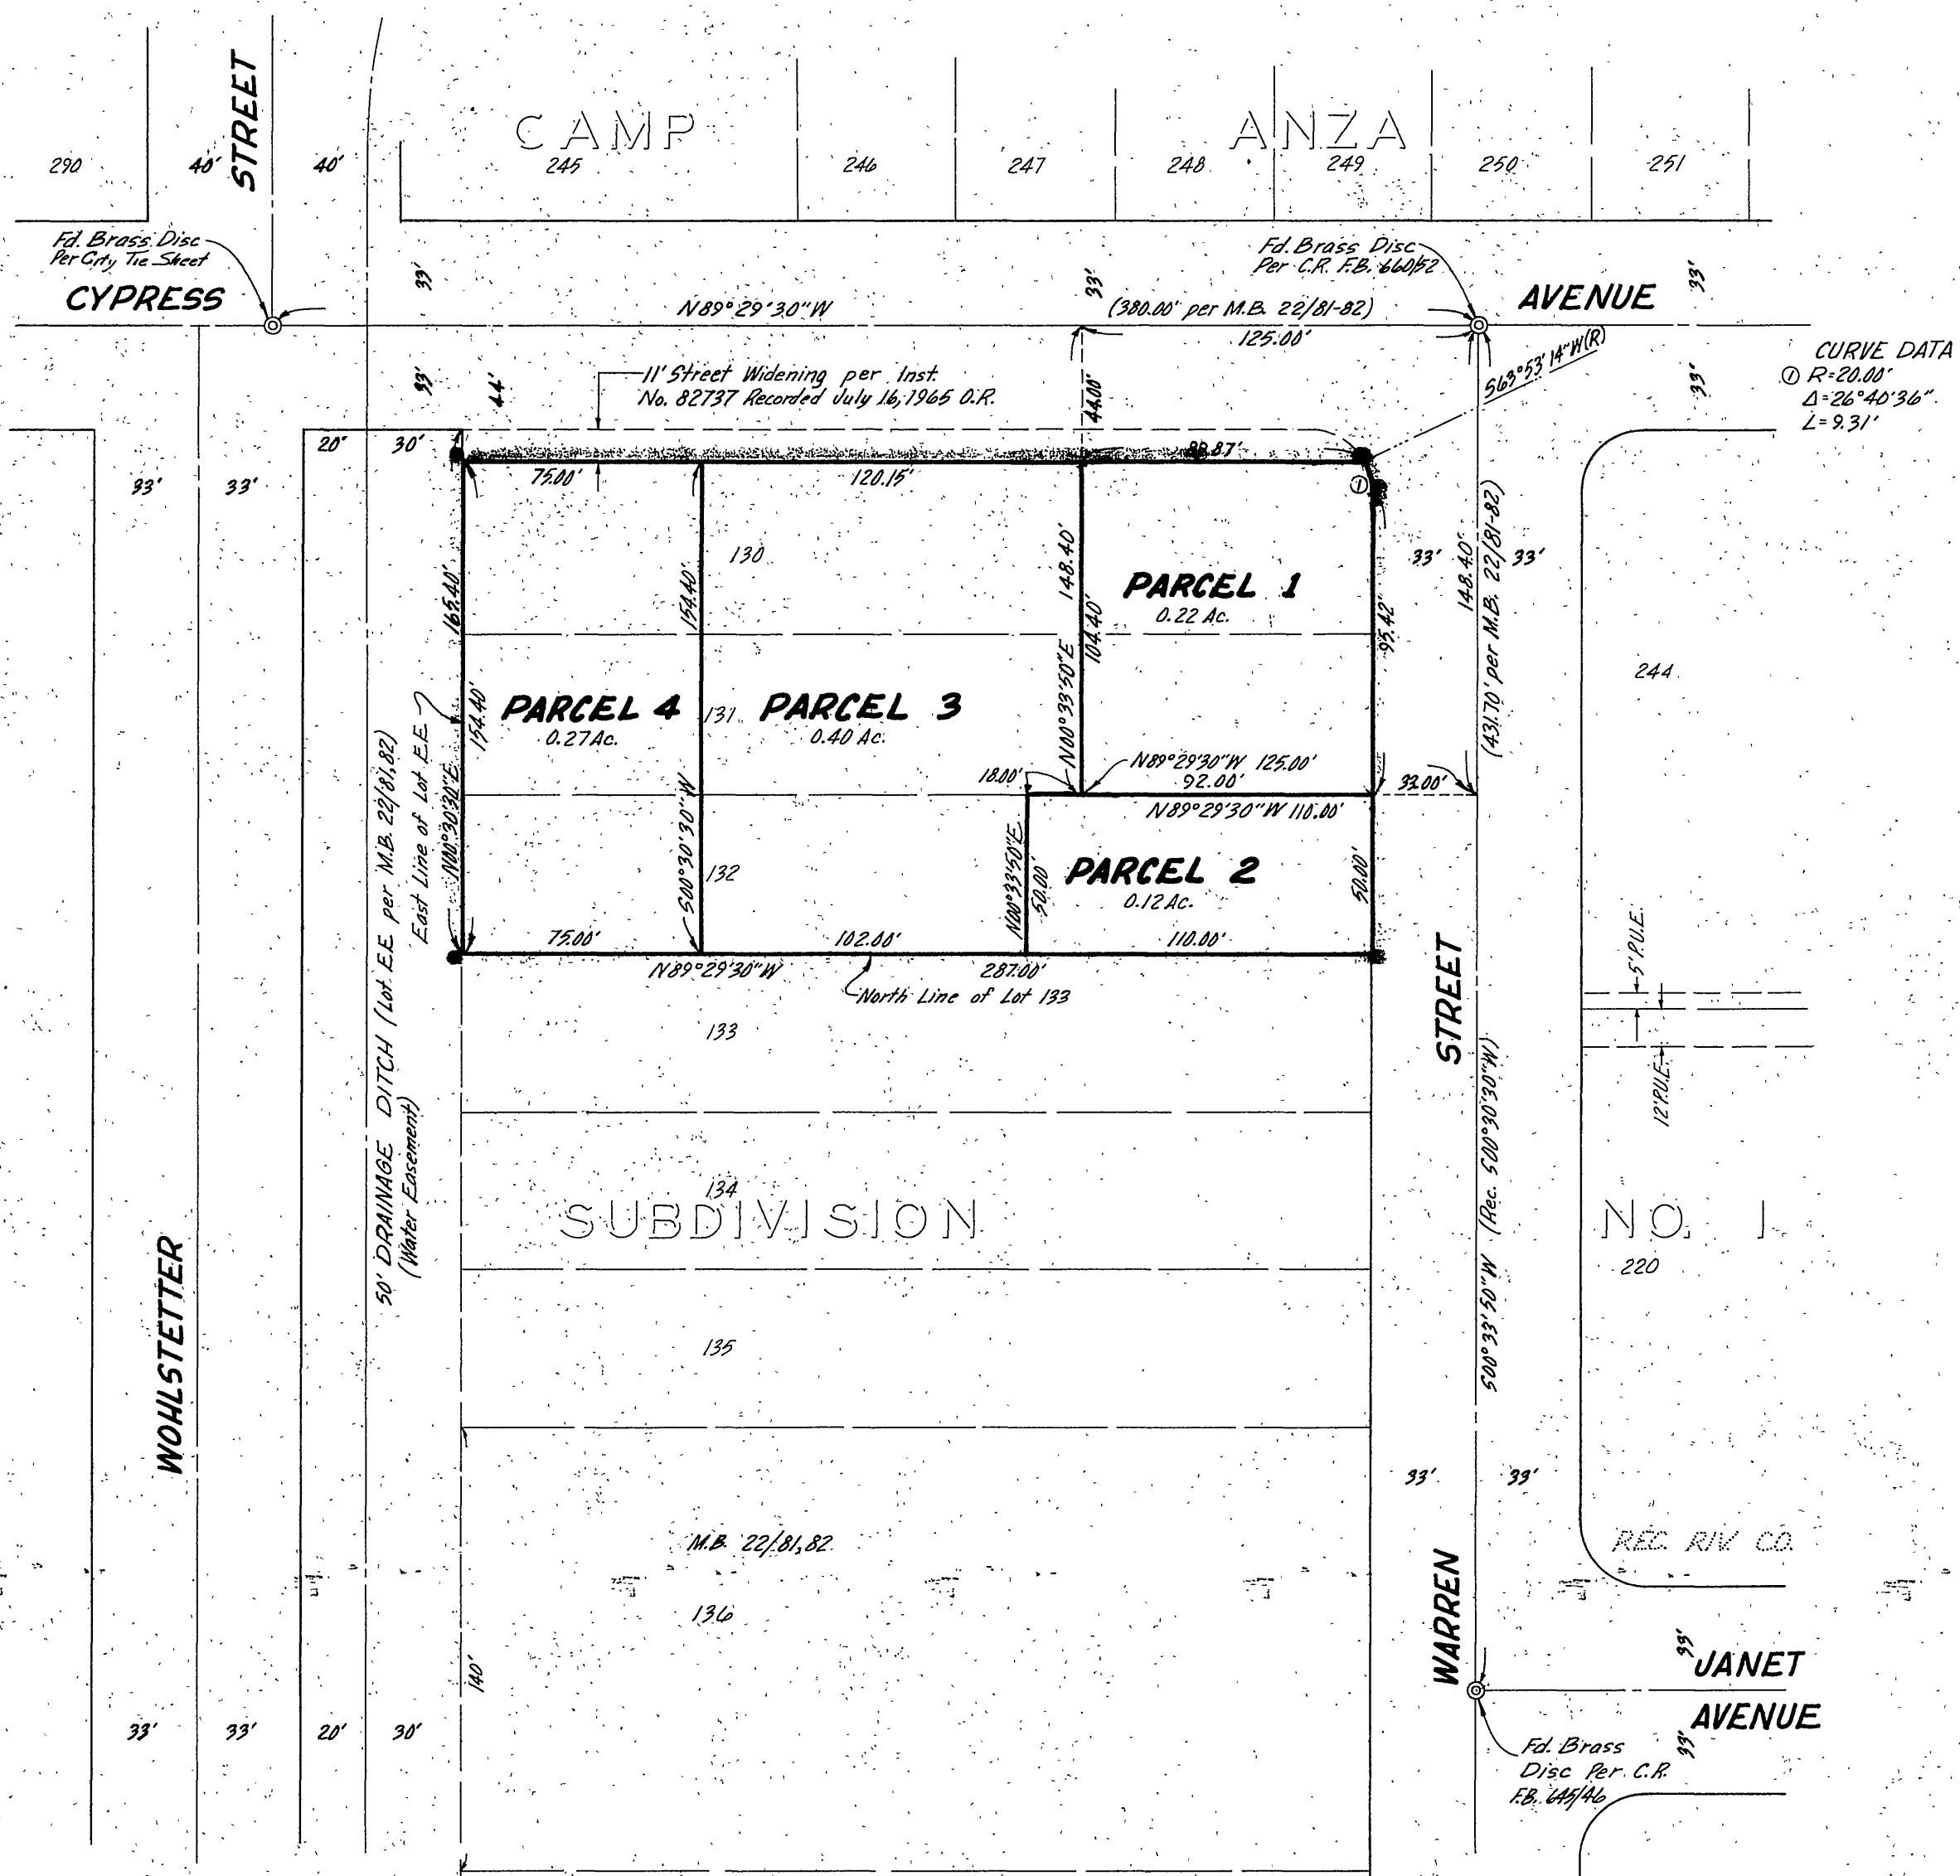 STREET
CAMP ANZA
290
40'
40'
245
246
247
248
249
250
251
Fd. Brass Disc
Per City Tie Sheet
CYPRESS
33'
N89°29'30"W
33'
(380.00' per M.B. 22/81-82)
125.00'
Fd. Brass Disc
Per C.R. F.B. 660/52
AVENUE
33'
33'
44'
11' Street Widening per Inst.
No. 82737 Recorded July 16, 1965 O.R.
44.00'
S63°53'14"W(R)
33'
CURVE DATA
① R=20.00'
Δ=26°40'36"
L=9.31'
20'
30'
33'
33'
75.00'
120.15'
①
130
165.40'
154.40'
148.40'
104.40'
N00°33'50"E
PARCEL 1
0.22 Ac.
95.42'
33'
33'
148.40'
(431.70' per M.B. 22/81-82)
244
PARCEL 4
0.27 Ac.
131
PARCEL 3
0.40 Ac.
154.40'
East Line of Lot EE
N00°30'30"E
S00°30'30"W
18.00'
N89°29'30"W 125.00'
92.00'
33.00'
N89°29'30"W 110.00'
132
N00°33'50"E
50.00'
PARCEL 2
0.12 Ac.
50.00'
75.00'
102.00'
110.00'
N89°29'30"W
287.00'
North Line of Lot 133
133
50' DRAINAGE DITCH (Lot EE per M.B. 22/81,82)
(Water Easement)
STREET
5' P.U.E.
12' P.U.E.
134
SUBDIVISION
NO. 1
220
S00°33'50"W (Rec. S00°30'30"W)
135
WOHLSTETTER
33'
33'
M.B. 22/81,82
REC. RIV. CO.
136
140'
WARREN
33'
JANET
AVENUE
33'
33'
33'
20'
30'
Fd. Brass
Disc Per C.R.
F.B. 645/46